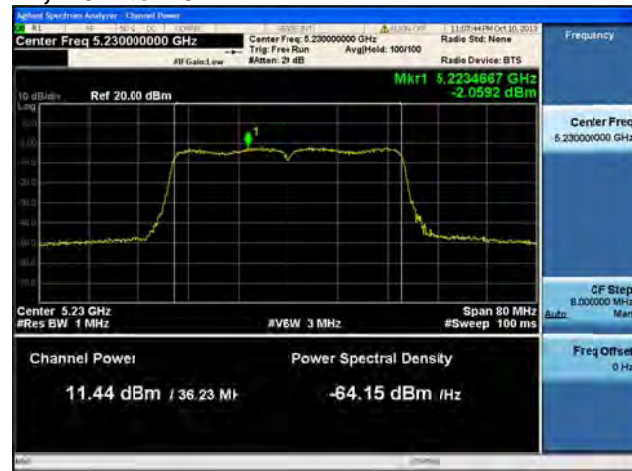 Agilent Spectrum Analyzer - Channel Power
Center Freq 5.230000000 GHz
#IFGain:Low
Center Freq: 5.230000000 GHz
Trig: Free Run Avg|Hold: 100/100
#Atten: 20 dB
11:07:44PM Oct 10, 2013
Radio Std: None
Radio Device: BTS
Frequency
Mkr1 5.2234667 GHz
-2.0592 dBm
10 dB/div Ref 20.00 dBm
Log
1
Center Freq
5.230000000 GHz
Center 5.23 GHz
#Res BW 1 MHz
#VBW 3 MHz
Span 80 MHz
#Sweep 100 ms
CF Step
8.000000 MHz
Auto Man
Channel Power
11.44 dBm / 36.23 MH
Power Spectral Density
-64.15 dBm /Hz
Freq Offset
0 Hz